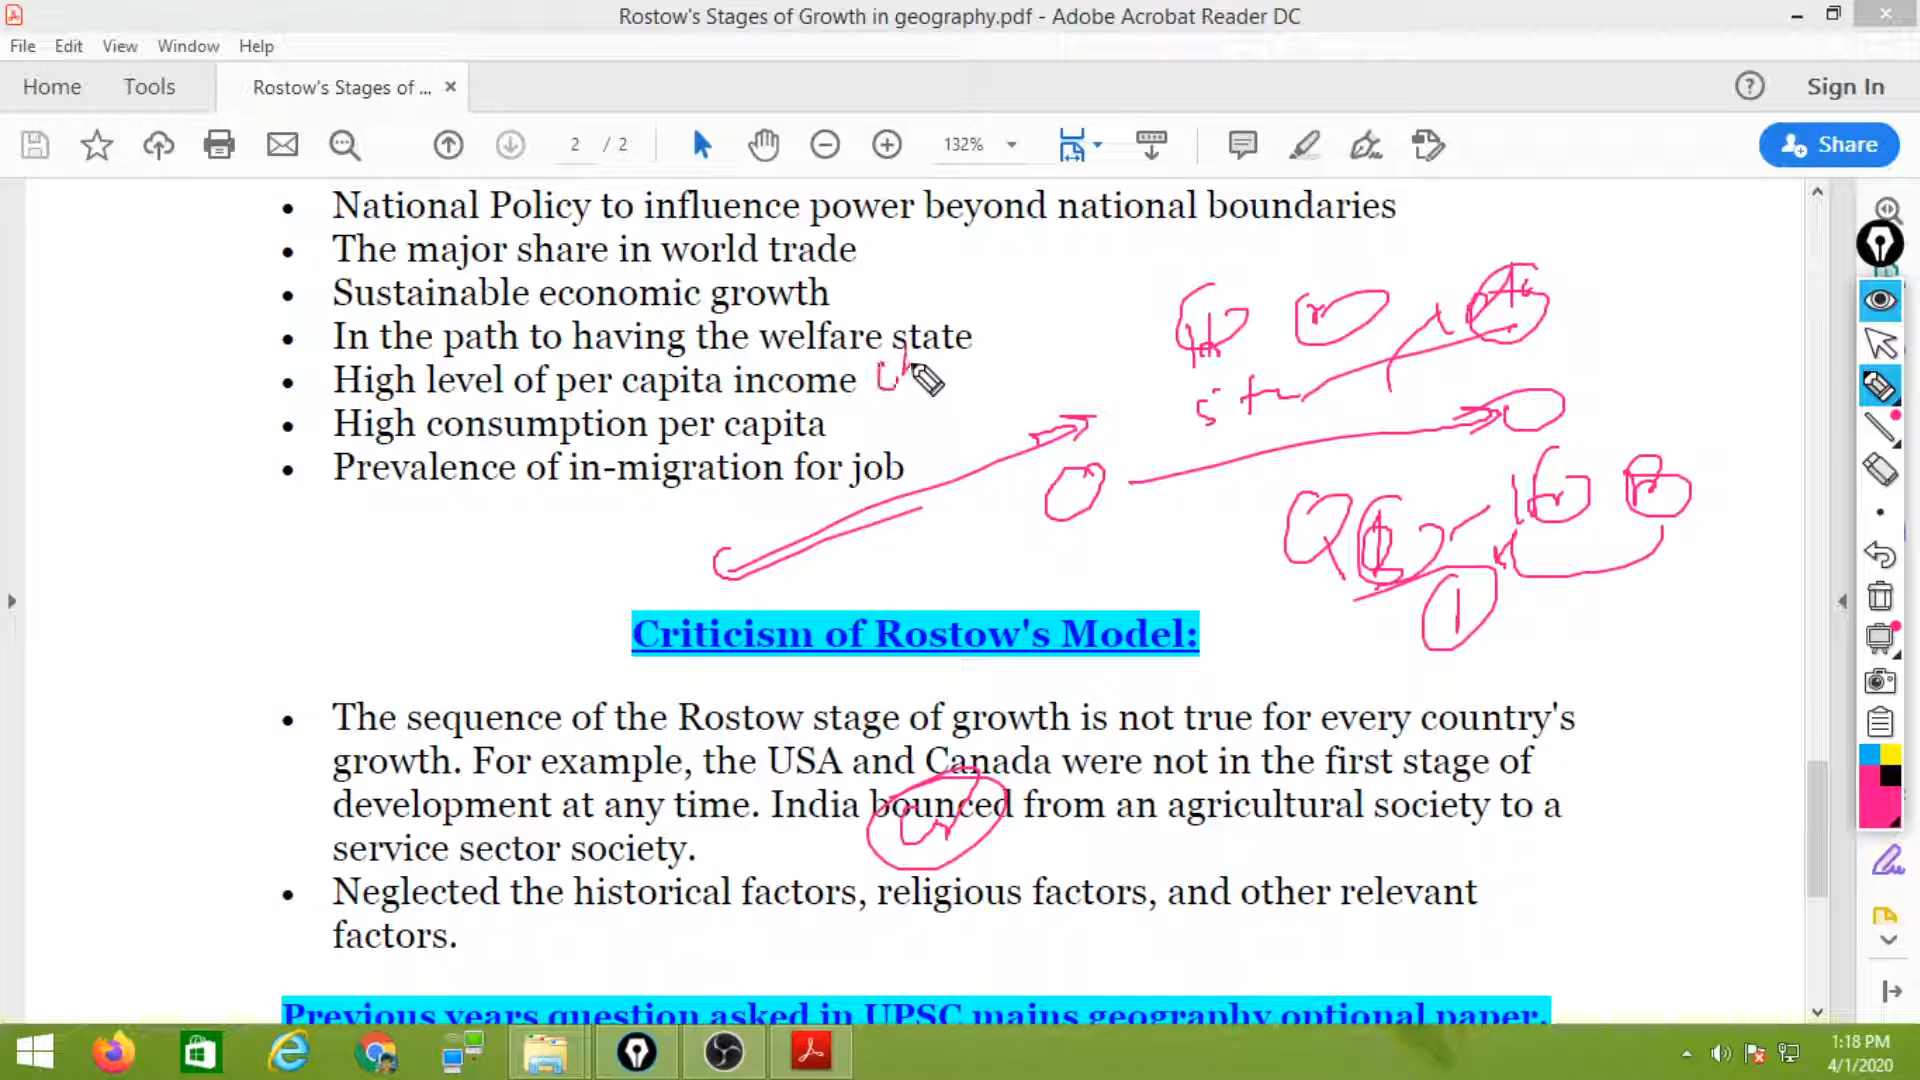 Rostow's Stages of Growth in geography.pdf - Adobe Acrobat Reader DC
File Edit View Window Help
Home Tools Rostow's Stages of ... × Sign In
2 / 2 132% Share
• National Policy to influence power beyond national boundaries
• The major share in world trade
• Sustainable economic growth
• In the path to having the welfare state
• High level of per capita income
• High consumption per capita
• Prevalence of in-migration for job
Criticism of Rostow's Model:
• The sequence of the Rostow stage of growth is not true for every country's
growth. For example, the USA and Canada were not in the first stage of
development at any time. India bounced from an agricultural society to a
service sector society.
• Neglected the historical factors, religious factors, and other relevant
factors.
Previous years question asked in UPSC mains geography optional paper.
1:18 PM
4/1/2020